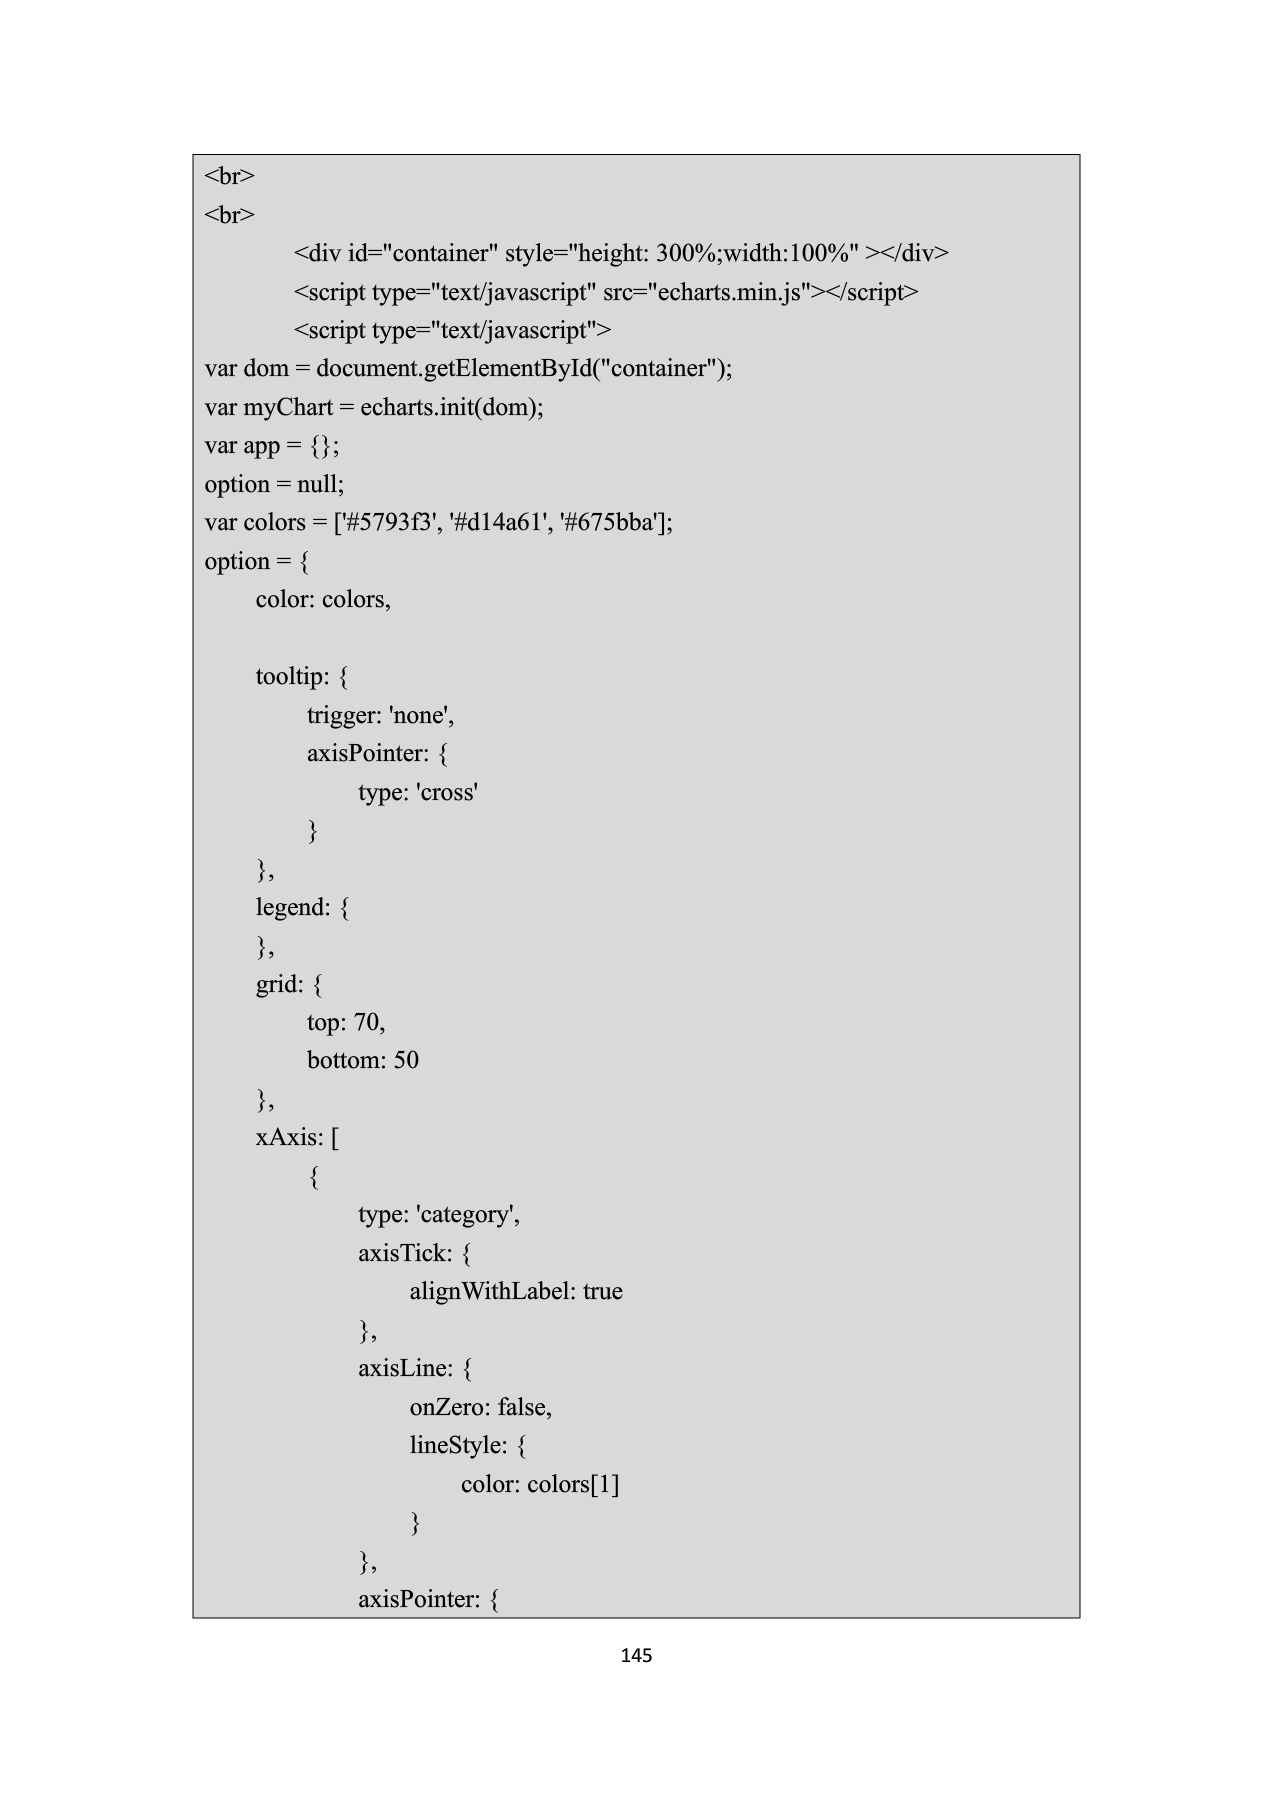 <br>
<br>
<div id="container" style="height: 300%;width:100%" ></div>
<script type="text/javascript" src="echarts.min.js"></script>
<script type="text/javascript">
var dom = document.getElementById("container");
var myChart = echarts.init(dom);
var app = {};
option = null;
var colors = ['#5793f3', '#d14a61', '#675bba'];
option = {
color: colors,
tooltip: {
trigger: 'none',
axisPointer: {
type: 'cross'
}
},
legend: {
},
grid: {
top: 70,
bottom: 50
},
xAxis: [
{
type: 'category',
axisTick: {
alignWithLabel: true
},
axisLine: {
onZero: false,
lineStyle: {
color: colors[1]
}
},
axisPointer: {
145